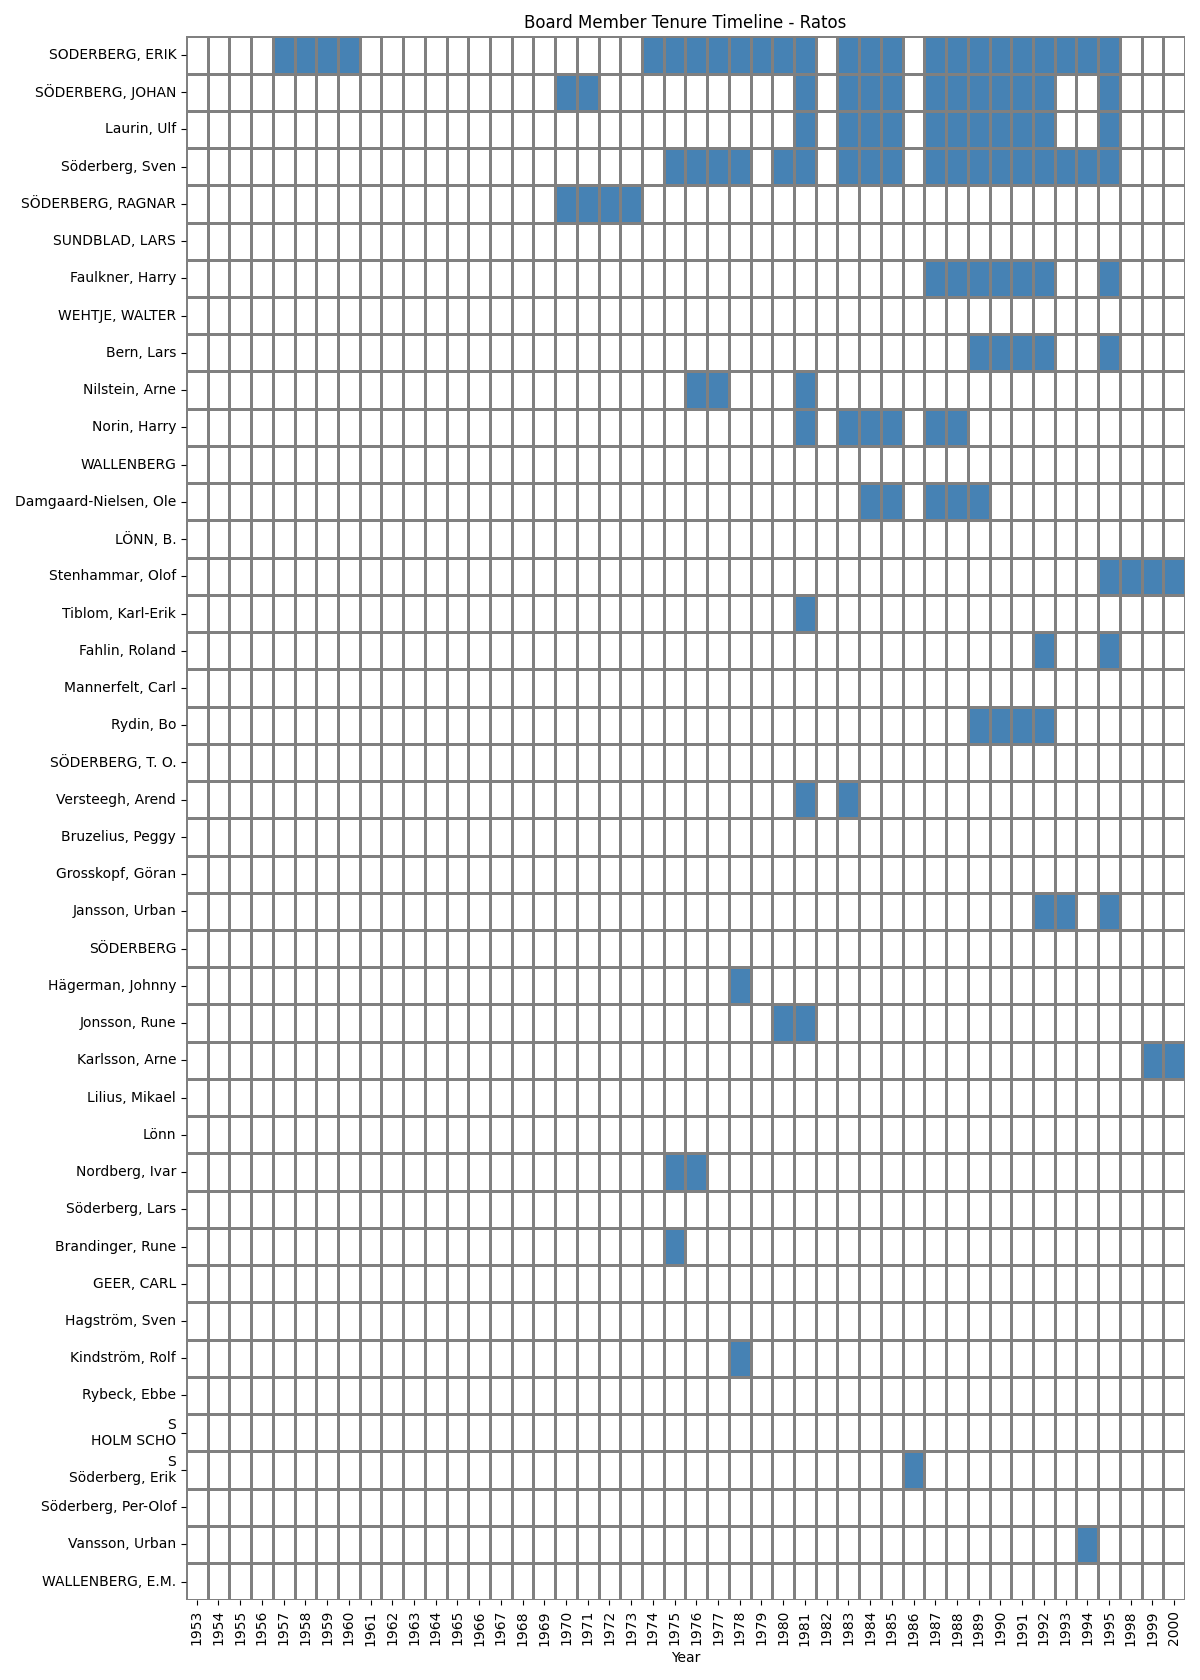 Board Member Tenure Timeline - Ratos
SODERBERG, ERIK
SÖDERBERG, JOHAN
Laurin, Ulf
Söderberg, Sven
SÖDERBERG, RAGNAR
SUNDBLAD, LARS
Faulkner, Harry
WEHTJE, WALTER
Bern, Lars
Nilstein, Arne
Norin, Harry
WALLENBERG
Damgaard-Nielsen, Ole
LÖNN, B.
Stenhammar, Olof
Tiblom, Karl-Erik
Fahlin, Roland
Mannerfelt, Carl
Rydin, Bo
SÖDERBERG, T. O.
Versteegh, Arend
Bruzelius, Peggy
Grosskopf, Göran
Jansson, Urban
SÖDERBERG
Hägerman, Johnny
Jonsson, Rune
Karlsson, Arne
Lilius, Mikael
Lönn
Nordberg, Ivar
Söderberg, Lars
Brandinger, Rune
GEER, CARL
Hagström, Sven
Kindström, Rolf
Rybeck, Ebbe
S
HOLM SCHO
S
Söderberg, Erik
Söderberg, Per-Olof
Vansson, Urban
WALLENBERG, E.M.
1953
1954
1955
1956
1957
1958
1959
1960
1961
1962
1963
1964
1965
1966
1967
1968
1969
1970
1971
1972
1973
1974
1975
1976
1977
1978
1979
1980
1981
1982
1983
1984
1985
1986
1987
1988
1989
1990
1991
1992
1993
1994
1995
1998
1999
2000
Year